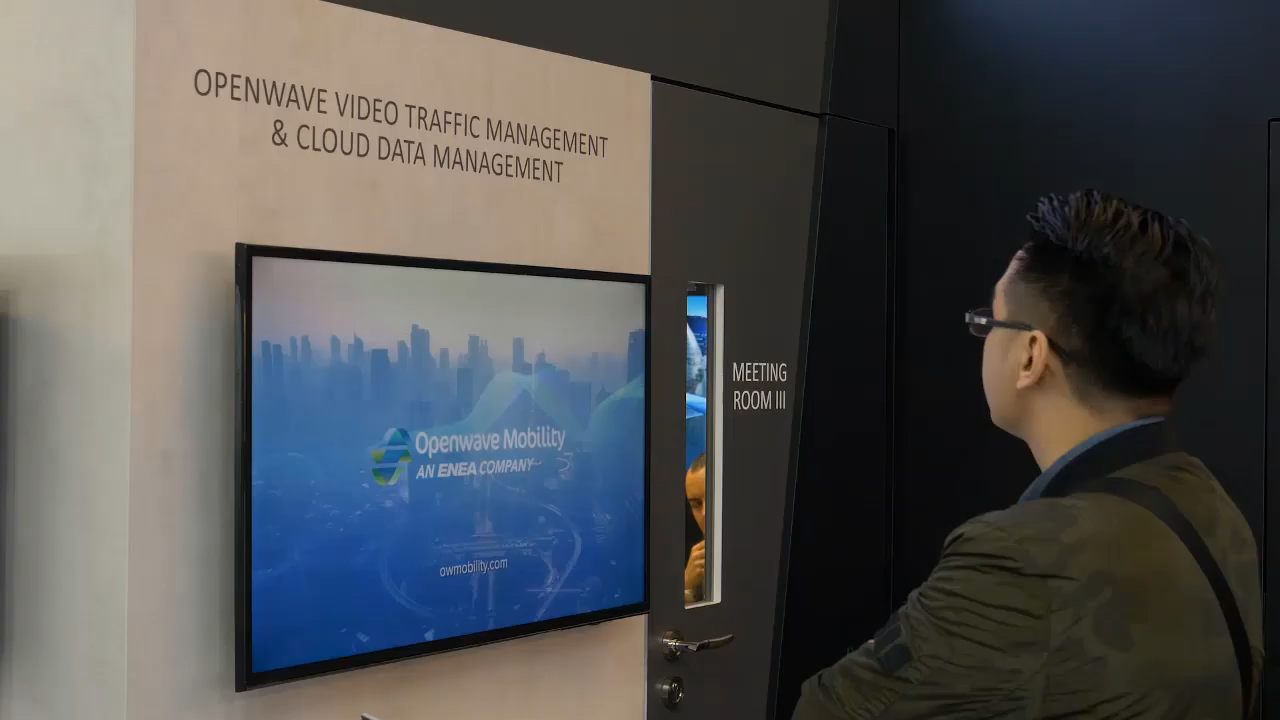 OPENWAVE VIDEO TRAFFIC MANAGEMENT
& CLOUD DATA MANAGEMENT
Openwave Mobility
AN ENEA COMPANY
owmobility.com
MEETING
ROOM III